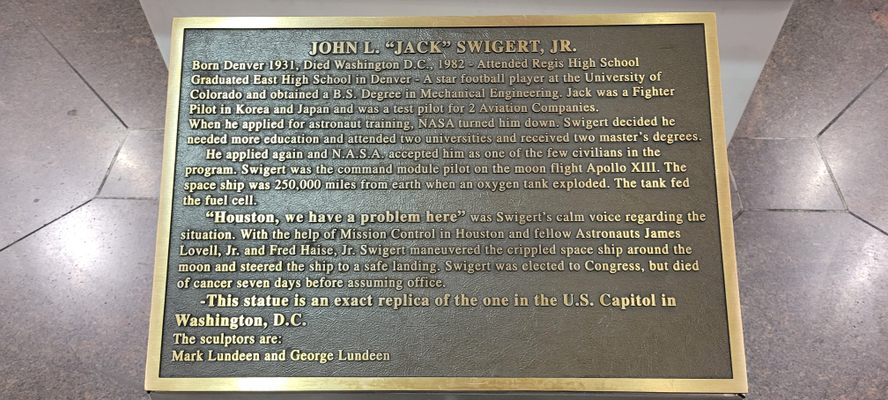 JOHN L. "JACK" SWIGERT, JR.
Born Denver 1931, Died Washington D.C., 1982 - Attended Regis High School
Graduated East High School in Denver - A star football player at the University of
Colorado and obtained a B.S. Degree in Mechanical Engineering. Jack was a Fighter
Pilot in Korea and Japan and was a test pilot for 2 Aviation Companies.
When he applied for astronaut training, NASA turned him down. Swigert decided he
needed more education and attended two universities and received two master's degrees.
He applied again and N.A.S.A. accepted him as one of the few civilians in the
program. Swigert was the command module pilot on the moon flight Apollo XIII. The
space ship was 250,000 miles from earth when an oxygen tank exploded. The tank fed
the fuel cell.
"Houston, we have a problem here" was Swigert's calm voice regarding the
situation. With the help of Mission Control in Houston and fellow Astronauts James
Lovell, Jr. and Fred Haise, Jr. Swigert maneuvered the crippled space ship around the
moon and steered the ship to a safe landing. Swigert was elected to Congress, but died
of cancer seven days before assuming office.
-This statue is an exact replica of the one in the U.S. Capitol in
Washington, D.C.
The sculptors are:
Mark Lundeen and George Lundeen